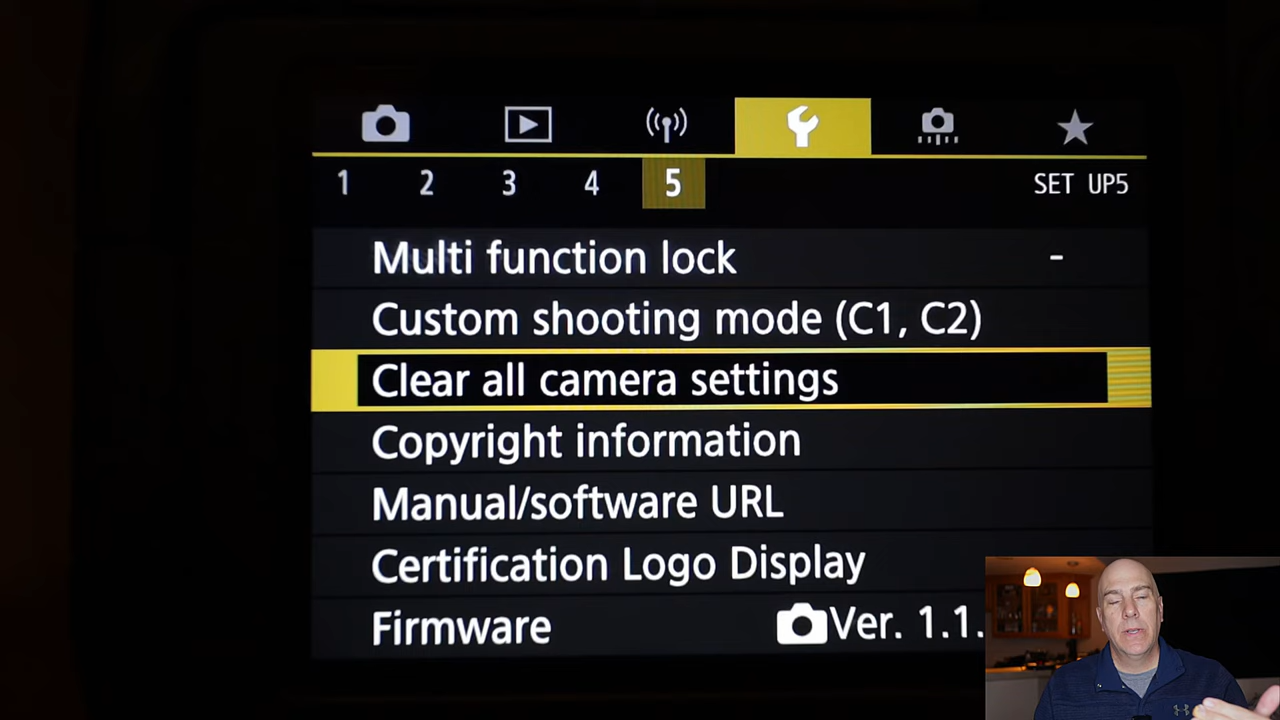 1 2 3 4 5 SET UP5
Multi function lock -
Custom shooting mode (C1, C2)
Clear all camera settings
Copyright information
Manual/software URL
Certification Logo Display
Firmware Ver. 1.1.